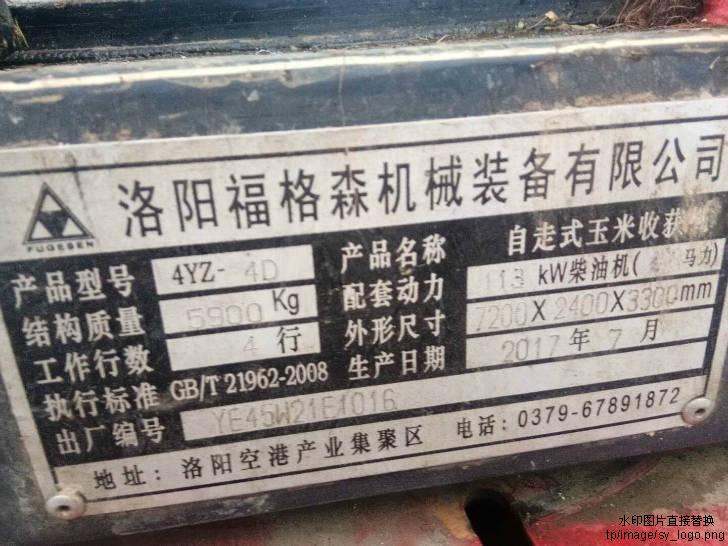 洛阳福格森机械装备有限公司
FUGESEN
产品型号 4YZ-4D 产品名称 自走式玉米收获机
结构质量 5900Kg 配套动力 113 kW柴油机( 马力)
工作行数 4 行 外形尺寸 7200X2400X3300mm
执行标准 GB/T 21962-2008 生产日期 2017 年 7 月
出厂编号 YE45W21E1016
地址: 洛阳空港产业集聚区 电话: 0379-67891872
水印图片直接替换
tp/image/sy_logo.png